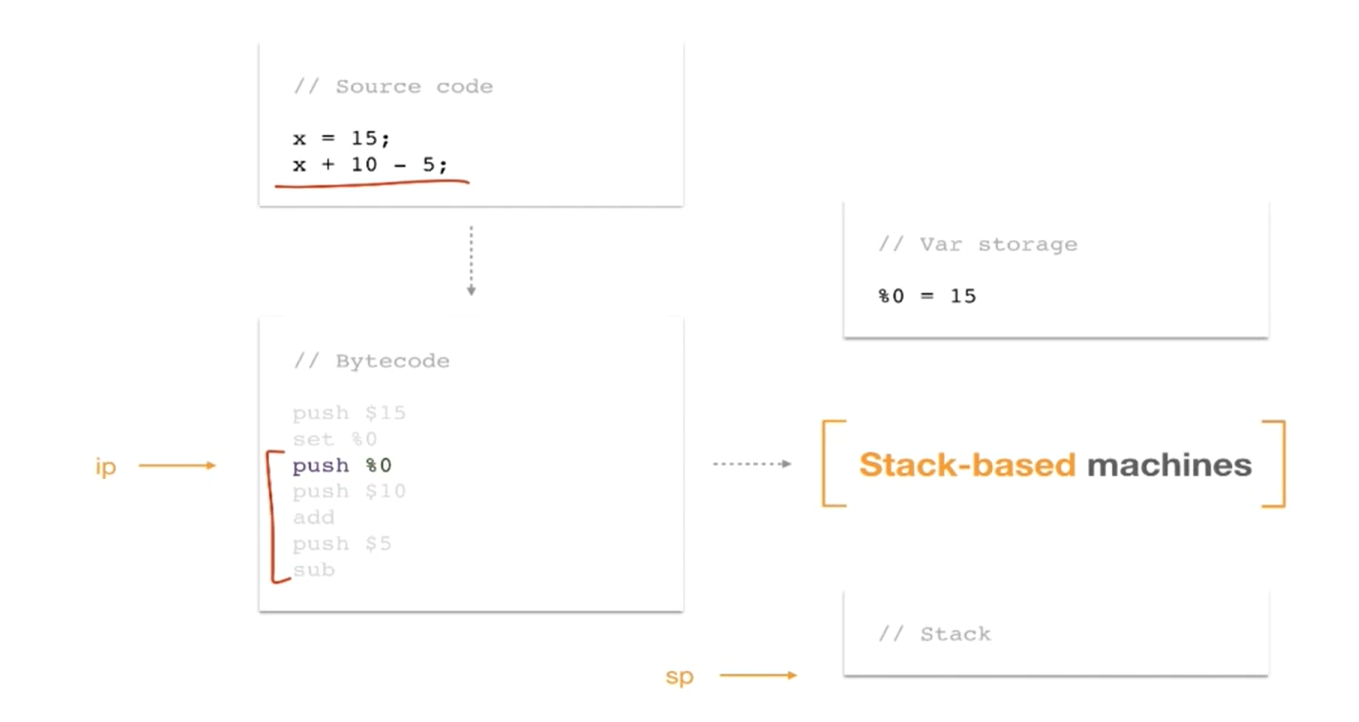 // Source code
x = 15;
x + 10 - 5;
// Var storage
%0 = 15
// Bytecode
push $15
set %0
ip
push %0
push $10
add
push $5
sub
Stack-based machines
// Stack
sp